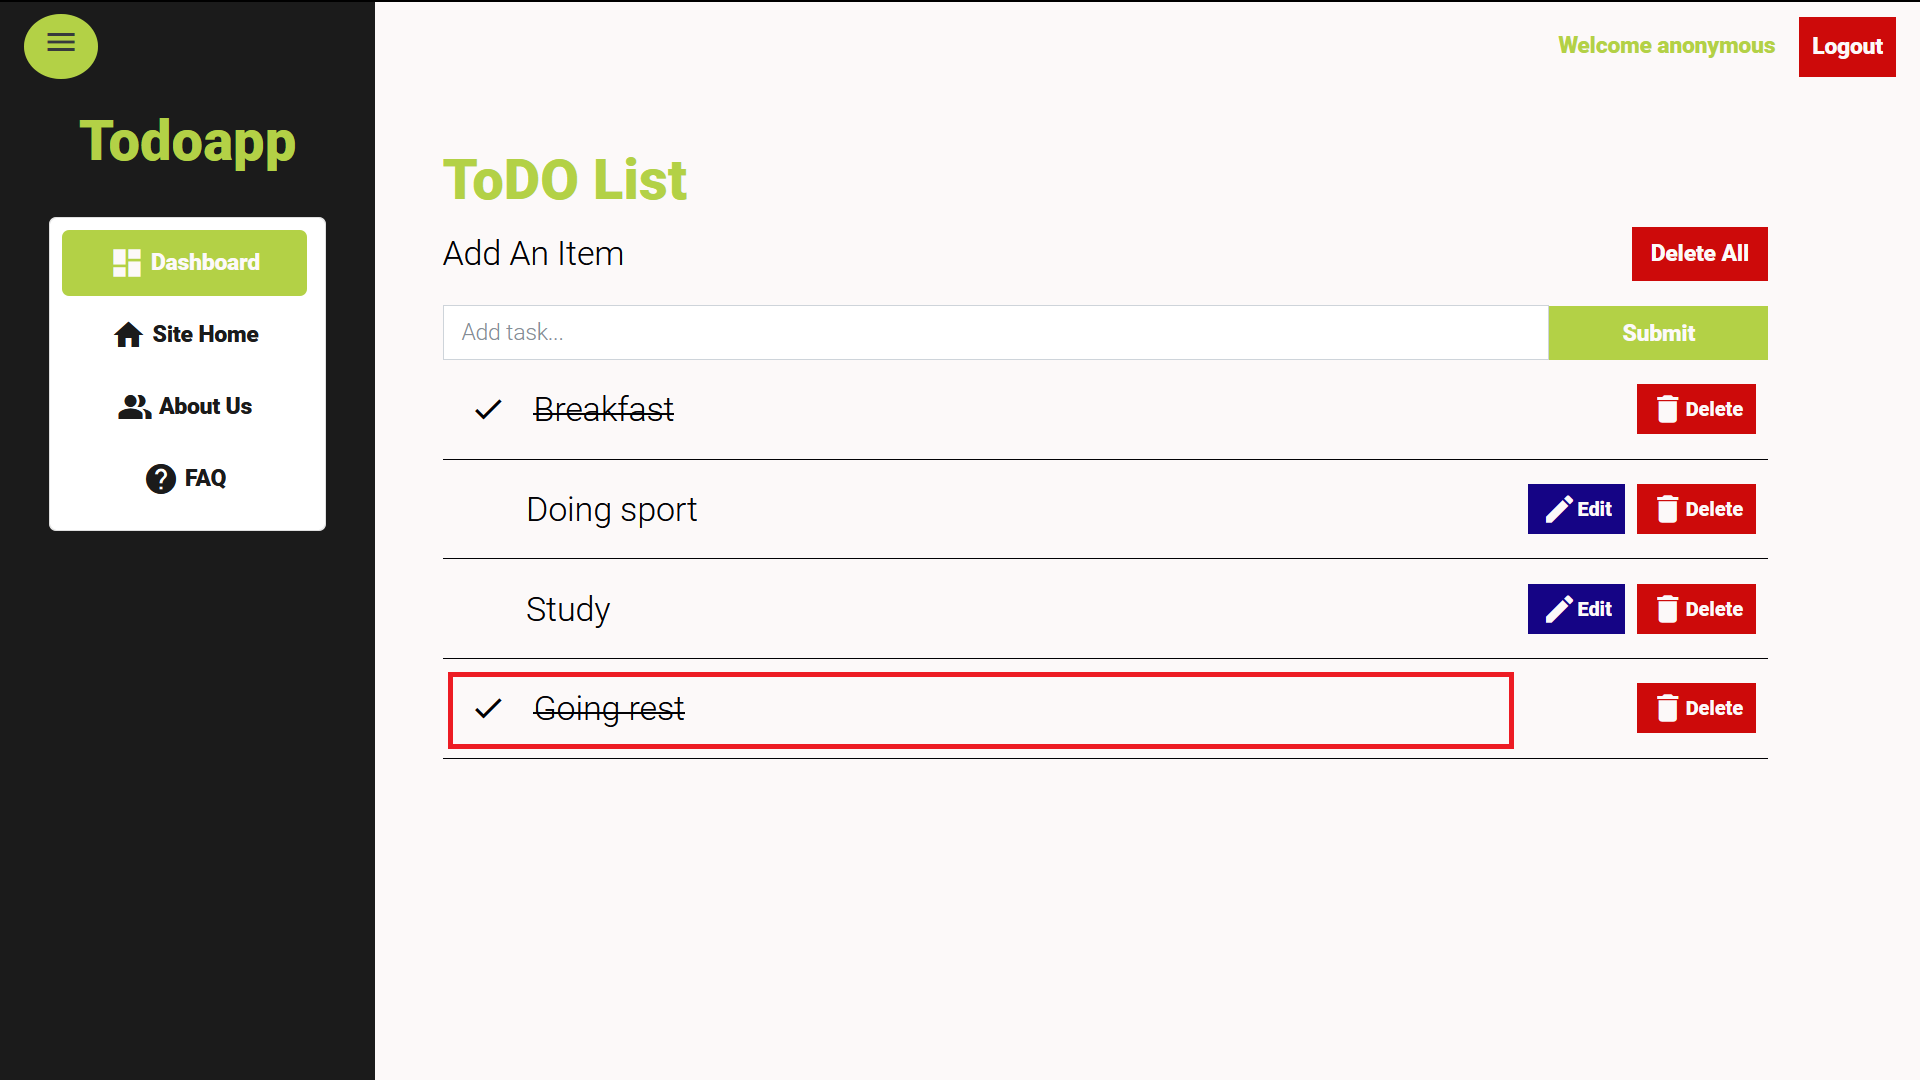 Welcome anonymous
Logout
Todoapp
Dashboard
Site Home
About Us
FAQ
ToDO List
Add An Item
Delete All
Add task...
Submit
Breakfast
Delete
Doing sport
Edit
Delete
Study
Edit
Delete
Going rest
Delete